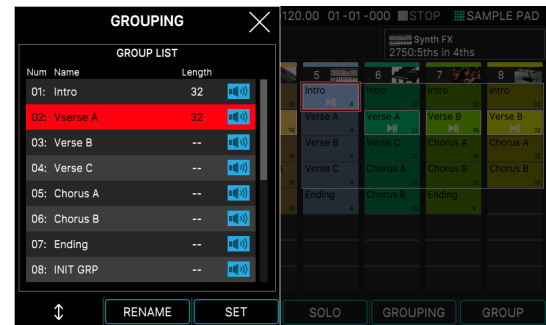 GROUPING
GROUP LIST
Num Name Length
01: Intro 32
02: Vserse A 32
03: Verse B --
04: Verse C --
05: Chorus A --
06: Chorus B --
07: Ending --
08: INIT GRP --
RENAME SET
120.00 01-01-000 STOP SAMPLE PAD
Synth FX
2750:5ths in 4ths
5 6 7 8
Intro Intro Intro Intro
Verse A Verse A Verse B Verse B
Verse B Verse B Chorus A Chorus A
Verse C Chorus A Chorus B Chorus B
Ending Chorus B Ending
SOLO GROUPING GROUP